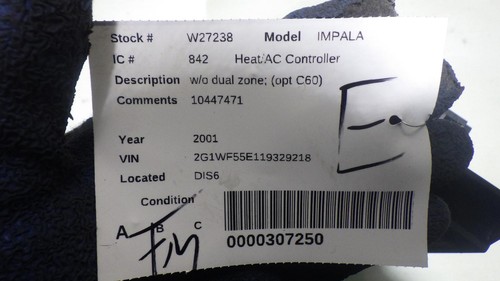 Stock # W27238 Model IMPALA
IC # 842 Heat/AC Controller
Description w/o dual zone; (opt C60)
Comments 10447471
Year 2001
VIN 2G1WF55E119329218
Located DIS6
Condition
A B C
0000307250
E